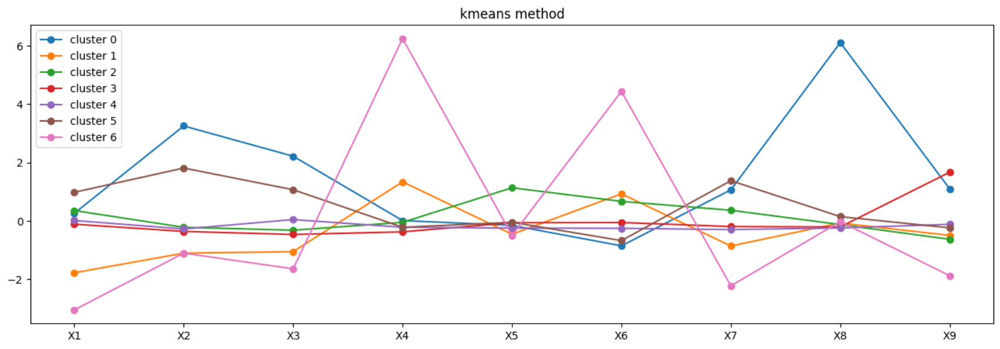 kmeans method
cluster 0
cluster 1
cluster 2
cluster 3
cluster 4
cluster 5
cluster 6
6
4
2
0
−2
X1 X2 X3 X4 X5 X6 X7 X8 X9